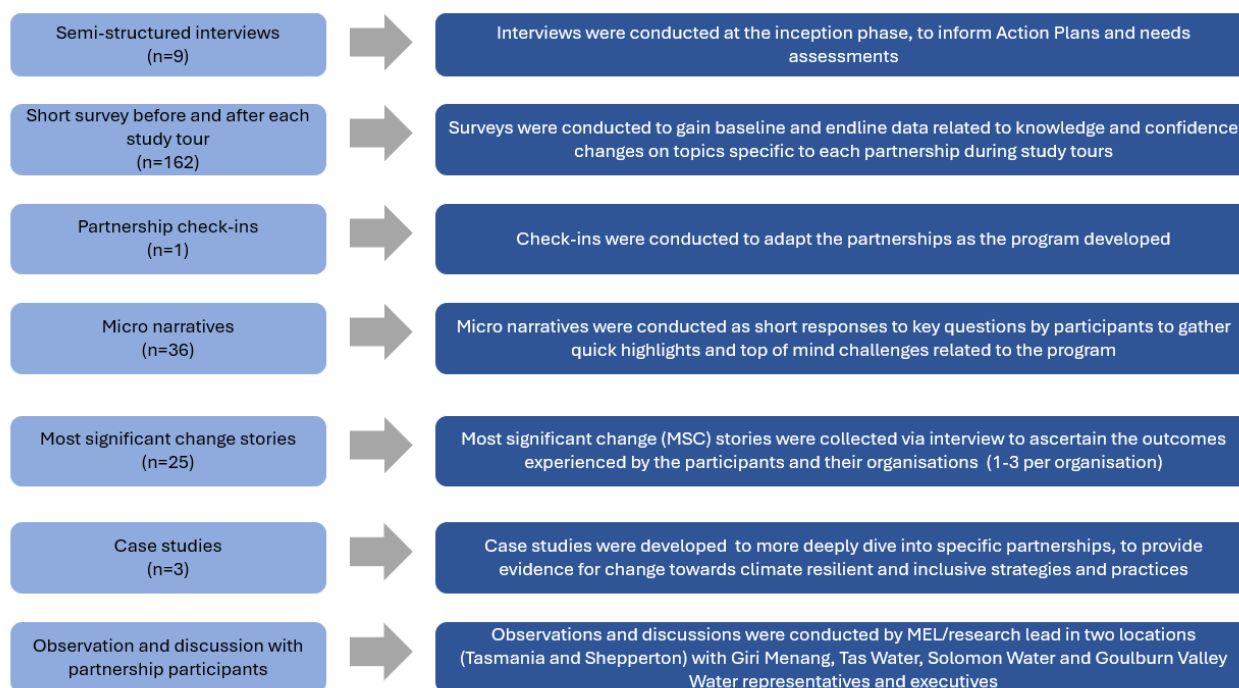 Semi-structured interviews
(n=9)
Interviews were conducted at the inception phase, to inform Action Plans and needs
assessments
Short survey before and after each
study tour
(n=162)
Surveys were conducted to gain baseline and endline data related to knowledge and confidence
changes on topics specific to each partnership during study tours
Partnership check-ins
(n=1)
Check-ins were conducted to adapt the partnerships as the program developed
Micro narratives
(n=36)
Micro narratives were conducted as short responses to key questions by participants to gather
quick highlights and top of mind challenges related to the program
Most significant change stories
(n=25)
Most significant change (MSC) stories were collected via interview to ascertain the outcomes
experienced by the participants and their organisations (1-3 per organisation)
Case studies
(n=3)
Case studies were developed to more deeply dive into specific partnerships, to provide
evidence for change towards climate resilient and inclusive strategies and practices
Observation and discussion with
partnership participants
Observations and discussions were conducted by MEL/research lead in two locations
(Tasmania and Shepperton) with Giri Menang, Tas Water, Solomon Water and Goulburn Valley
Water representatives and executives